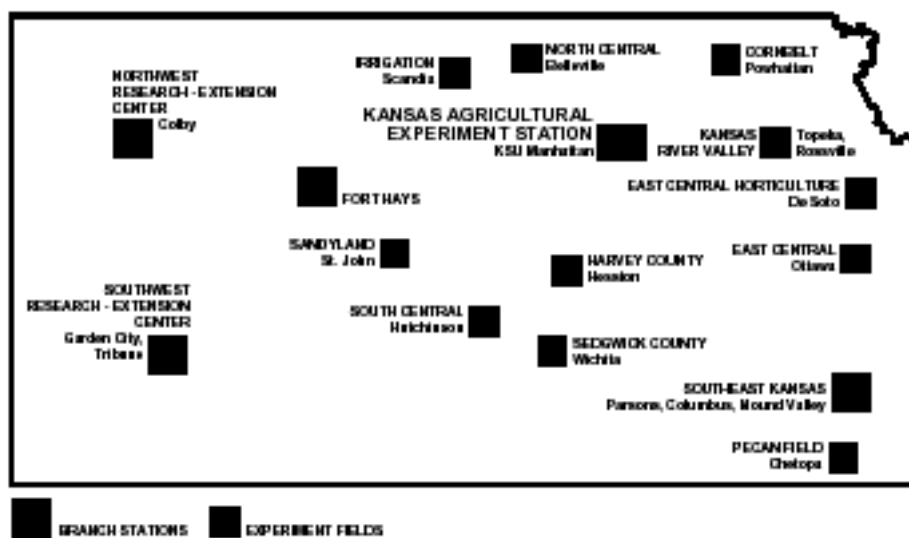 NORTH CENTRAL
Belleville
CORNBELT
Powhattan
IRRIGATION
Scandia
NORTHWEST
RESEARCH - EXTENSION
CENTER
Colby
KANSAS AGRICULTURAL
EXPERIMENT STATION
KSU Manhattan
KANSAS
RIVER VALLEY
Topeka,
Rossville
FORT HAYS
EAST CENTRAL HORTICULTURE
De Soto
SANDYLAND
St. John
HARVEY COUNTY
Hesston
EAST CENTRAL
Ottawa
SOUTHWEST
RESEARCH - EXTENSION
CENTER
Garden City,
Tribune
SOUTH CENTRAL
Hutchinson
SEDGWICK COUNTY
Wichita
SOUTHEAST KANSAS
Parsons, Columbus, Mound Valley
PECAN FIELD
Chetopa
BRANCH STATIONS
EXPERIMENT FIELDS